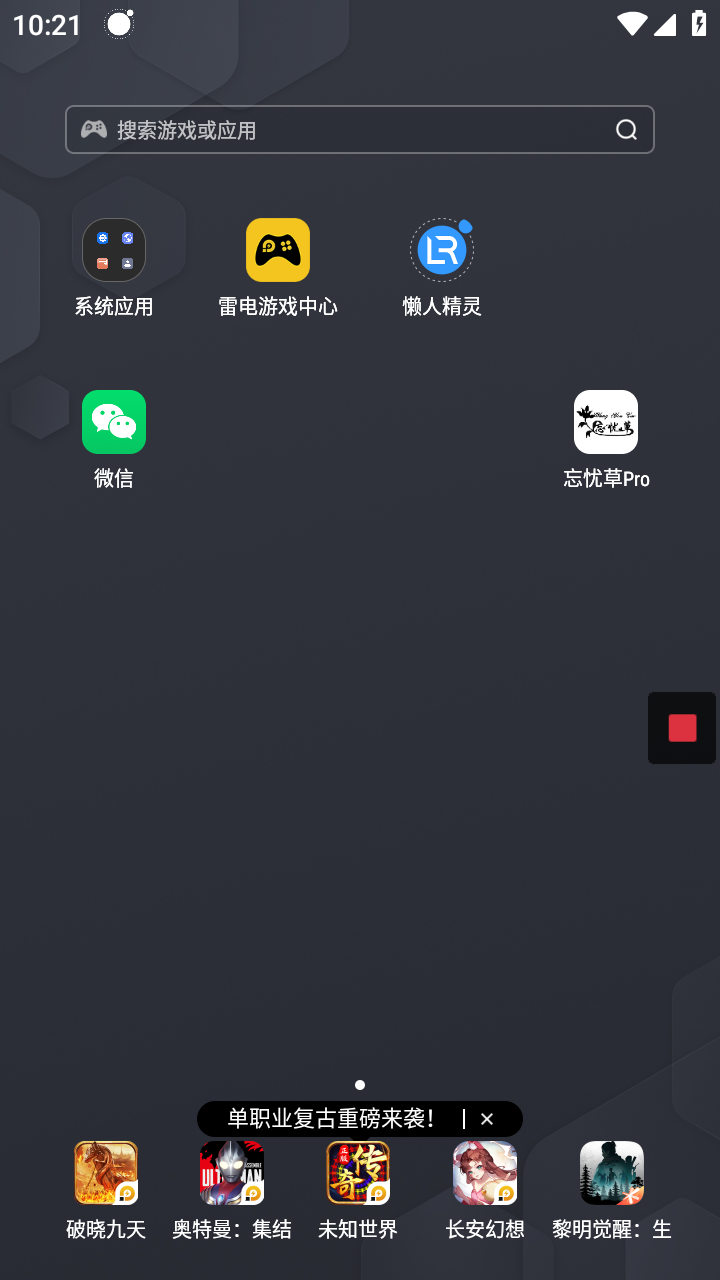 10:21
搜索游戏或应用
系统应用
雷电游戏中心
懒人精灵
微信
忘忧草Pro
单职业复古重磅来袭！
破晓九天
奥特曼：集结
未知世界
长安幻想
黎明觉醒：生